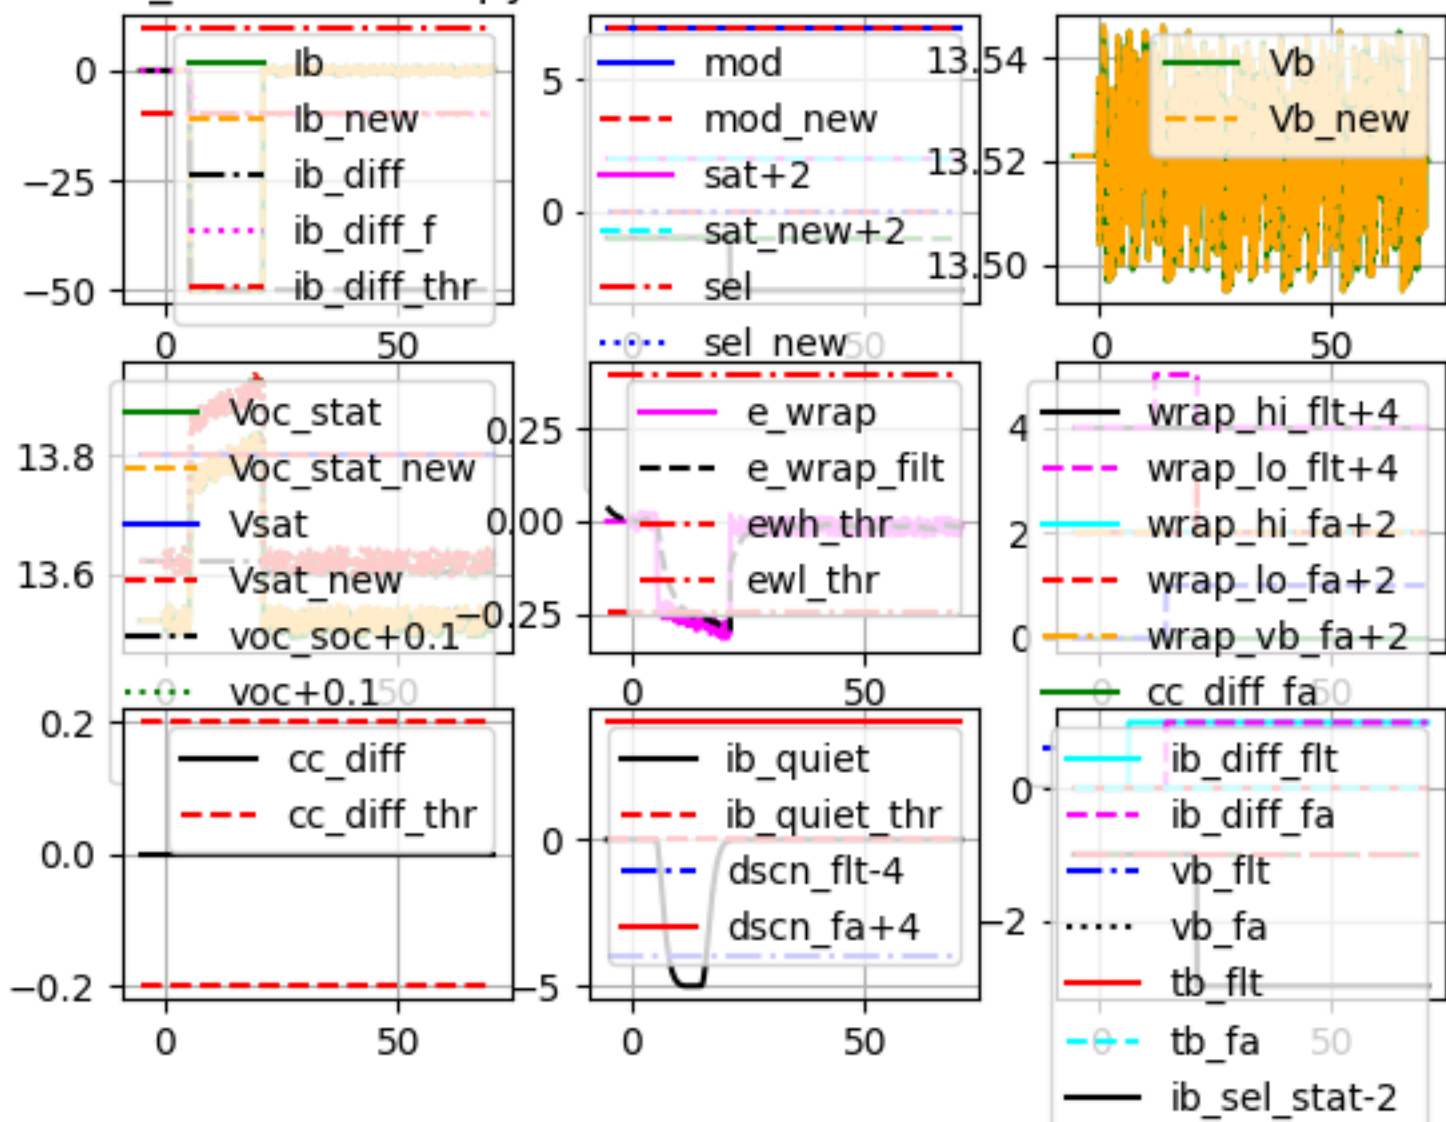 0
−25
−50
Ib
Ib_new
ib_diff
ib_diff_f
ib_diff_thr
0
50
5
0
mod
mod_new
sat+2
sat_new+2
sel
sel_new
0
50
13.54
13.52
13.50
Vb
Vb_new
0
50
13.8
13.6
Voc_stat
Voc_stat_new
Vsat
Vsat_new
voc_soc+0.1
voc+0.1
0
50
0.25
0.00
−0.25
e_wrap
e_wrap_filt
ewh_thr
ewl_thr
0
50
4
2
0
wrap_hi_flt+4
wrap_lo_flt+4
wrap_hi_fa+2
wrap_lo_fa+2
wrap_vb_fa+2
cc_diff_fa
0
50
0.2
0.0
−0.2
cc_diff
cc_diff_thr
0
50
0
−5
ib_quiet
ib_quiet_thr
dscn_flt-4
dscn_fa+4
0
50
0
−2
ib_diff_flt
ib_diff_fa
vb_flt
vb_fa
tb_flt
tb_fa
ib_sel_stat-2
0
50